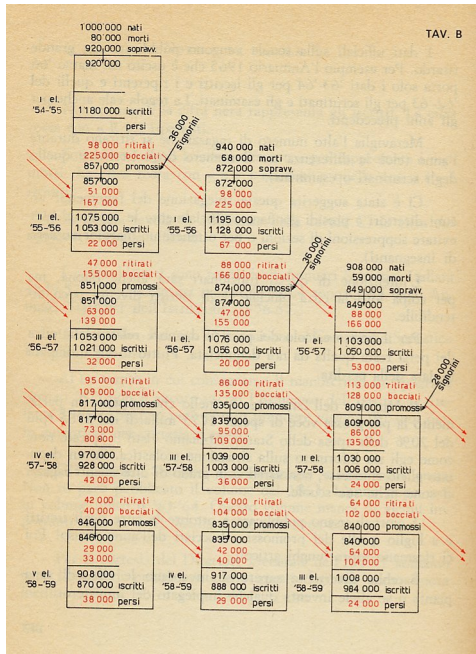 TAV. B
1 000 000 nati
80 000 morti
920 000 sopravv.
920 000
I el.
'54-'55
1 180 000 iscritti
persi
36 000 signorini
98 000 ritirati
225 000 bocciati
857 000 promossi
857 000
51 000
167 000
II el.
'55-'56
1 075 000
1 053 000 iscritti
22 000 persi
940 000 nati
68 000 morti
872 000 sopravv.
872 000
98 000
225 000
I el.
'55-'56
1 195 000
1 128 000 iscritti
67 000 persi
47 000 ritirati
155 000 bocciati
851 000 promossi
851 000
63 000
139 000
III el.
'56-'57
1 053 000
1 021 000 iscritti
32 000 persi
36 000 signorini
88 000 ritirati
166 000 bocciati
874 000 promossi
874 000
47 000
155 000
II el.
'56-'57
1 076 000
1 056 000 iscritti
20 000 persi
908 000 nati
59 000 morti
849 000 sopravv.
849 000
88 000
166 000
I el.
'56-'57
1 103 000
1 050 000 iscritti
53 000 persi
95 000 ritirati
109 000 bocciati
817 000 promossi
817 000
73 000
80 800
IV el.
'57-'58
970 000
928 000 iscritti
42 000 persi
86 000 ritirati
135 000 bocciati
835 000 promossi
835 000
95 000
109 000
III el.
'57-'58
1 039 000
1 003 000 iscritti
36 000 persi
28 000 signorini
113 000 ritirati
128 000 bocciati
809 000 promossi
809 000
86 000
135 000
II el.
'57-'58
1 030 000
1 006 000 iscritti
24 000 persi
42 000 ritirati
40 000 bocciati
846 000 promossi
846 000
29 000
33 000
V el.
'58-'59
908 000
870 000 iscritti
38 000 persi
64 000 ritirati
104 000 bocciati
835 000 promossi
835 000
42 000
40 000
IV el.
'58-'59
917 000
888 000 iscritti
29 000 persi
64 000 ritirati
102 000 bocciati
840 000 promossi
840 000
64 000
104 000
III el.
'58-'59
1 008 000
984 000 iscritti
24 000 persi